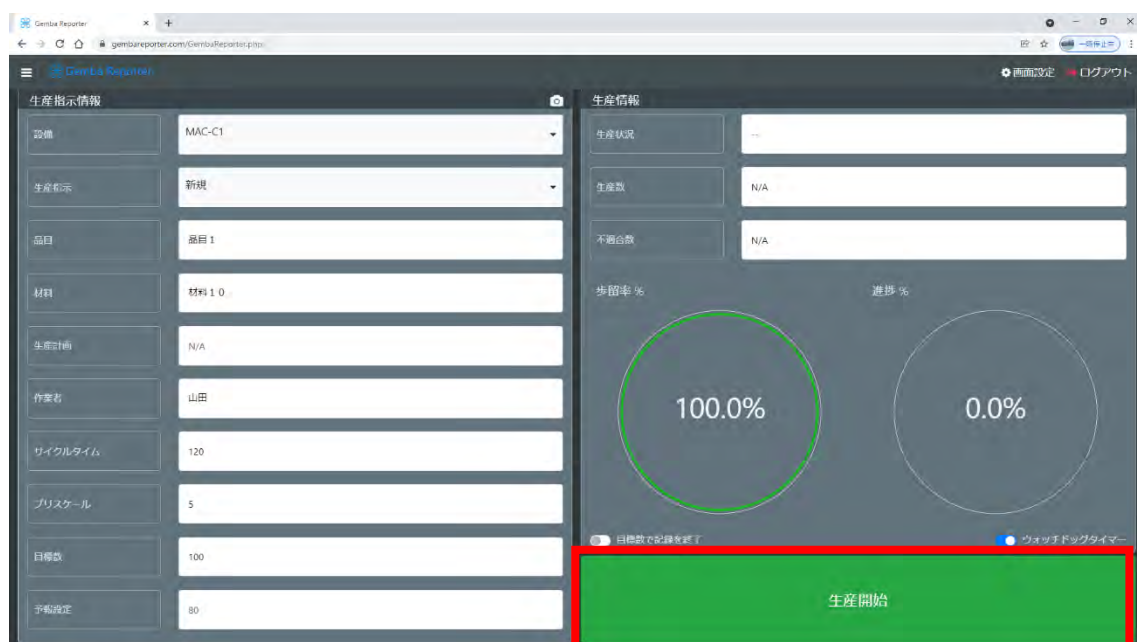 Gemba Reporter
gembareporter.com/GembaReporter.php
一時停止中
Gemba Reporter
画面設定 ログアウト
生産指示情報
設備 MAC-C1
生産指示 新規
品目 品目1
材料 材料10
生産計画 N/A
作業者 山田
サイクルタイム 120
プリスケール 5
目標数 100
予報設定 80
生産情報
生産状況 --
生産数 N/A
不適合数 N/A
歩留率 % 進捗 %
100.0% 0.0%
目標数で記録を終了 ウォッチドッグタイマー
生産開始